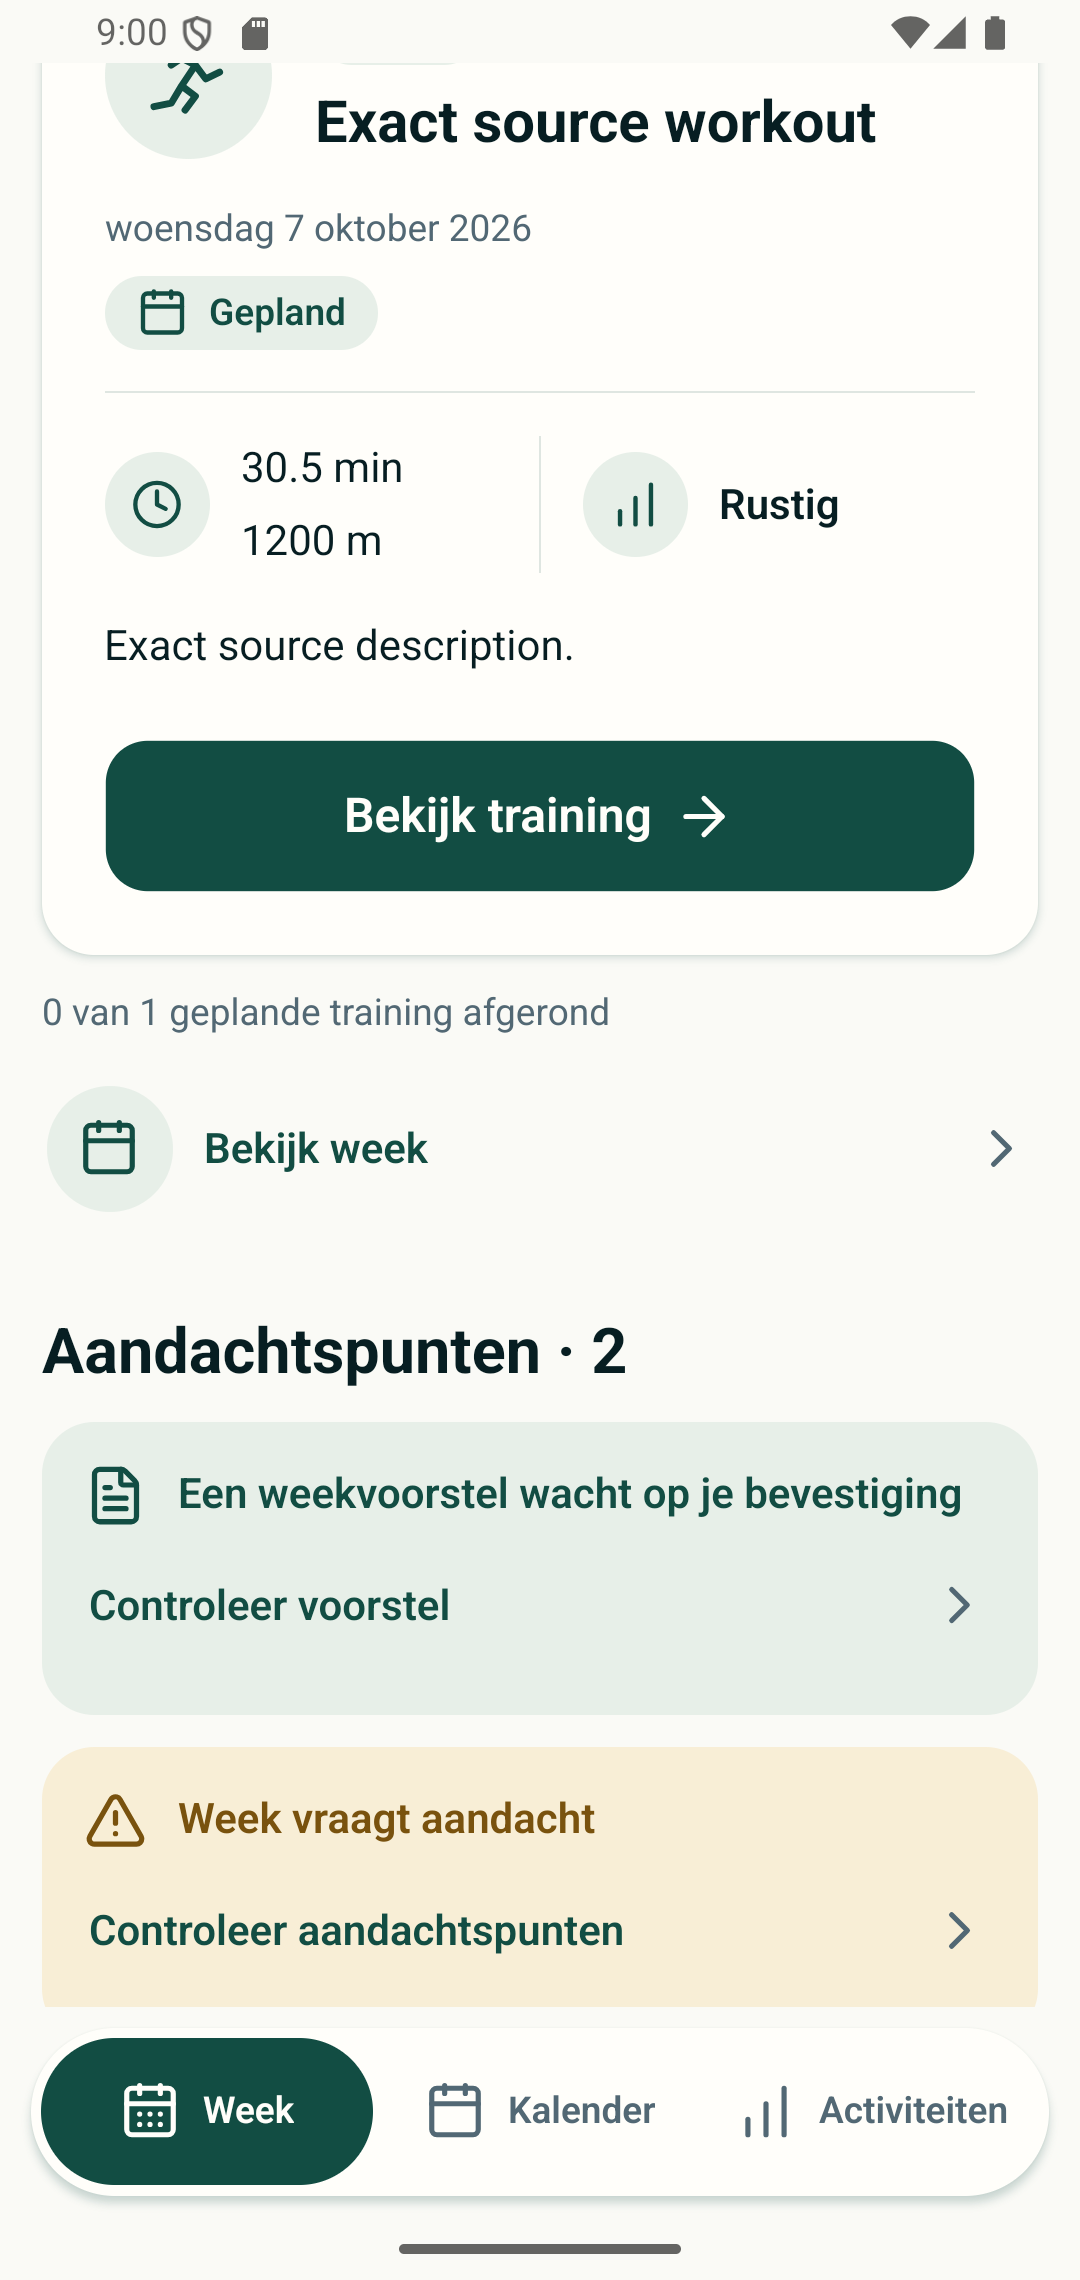 9:00
Exact source workout
woensdag 7 oktober 2026
Gepland
30.5 min
1200 m
Rustig
Exact source description.
Bekijk training
0 van 1 geplande training afgerond
Bekijk week
Aandachtspunten · 2
Een weekvoorstel wacht op je bevestiging
Controleer voorstel
Week vraagt aandacht
Controleer aandachtspunten
Week
Kalender
Activiteiten